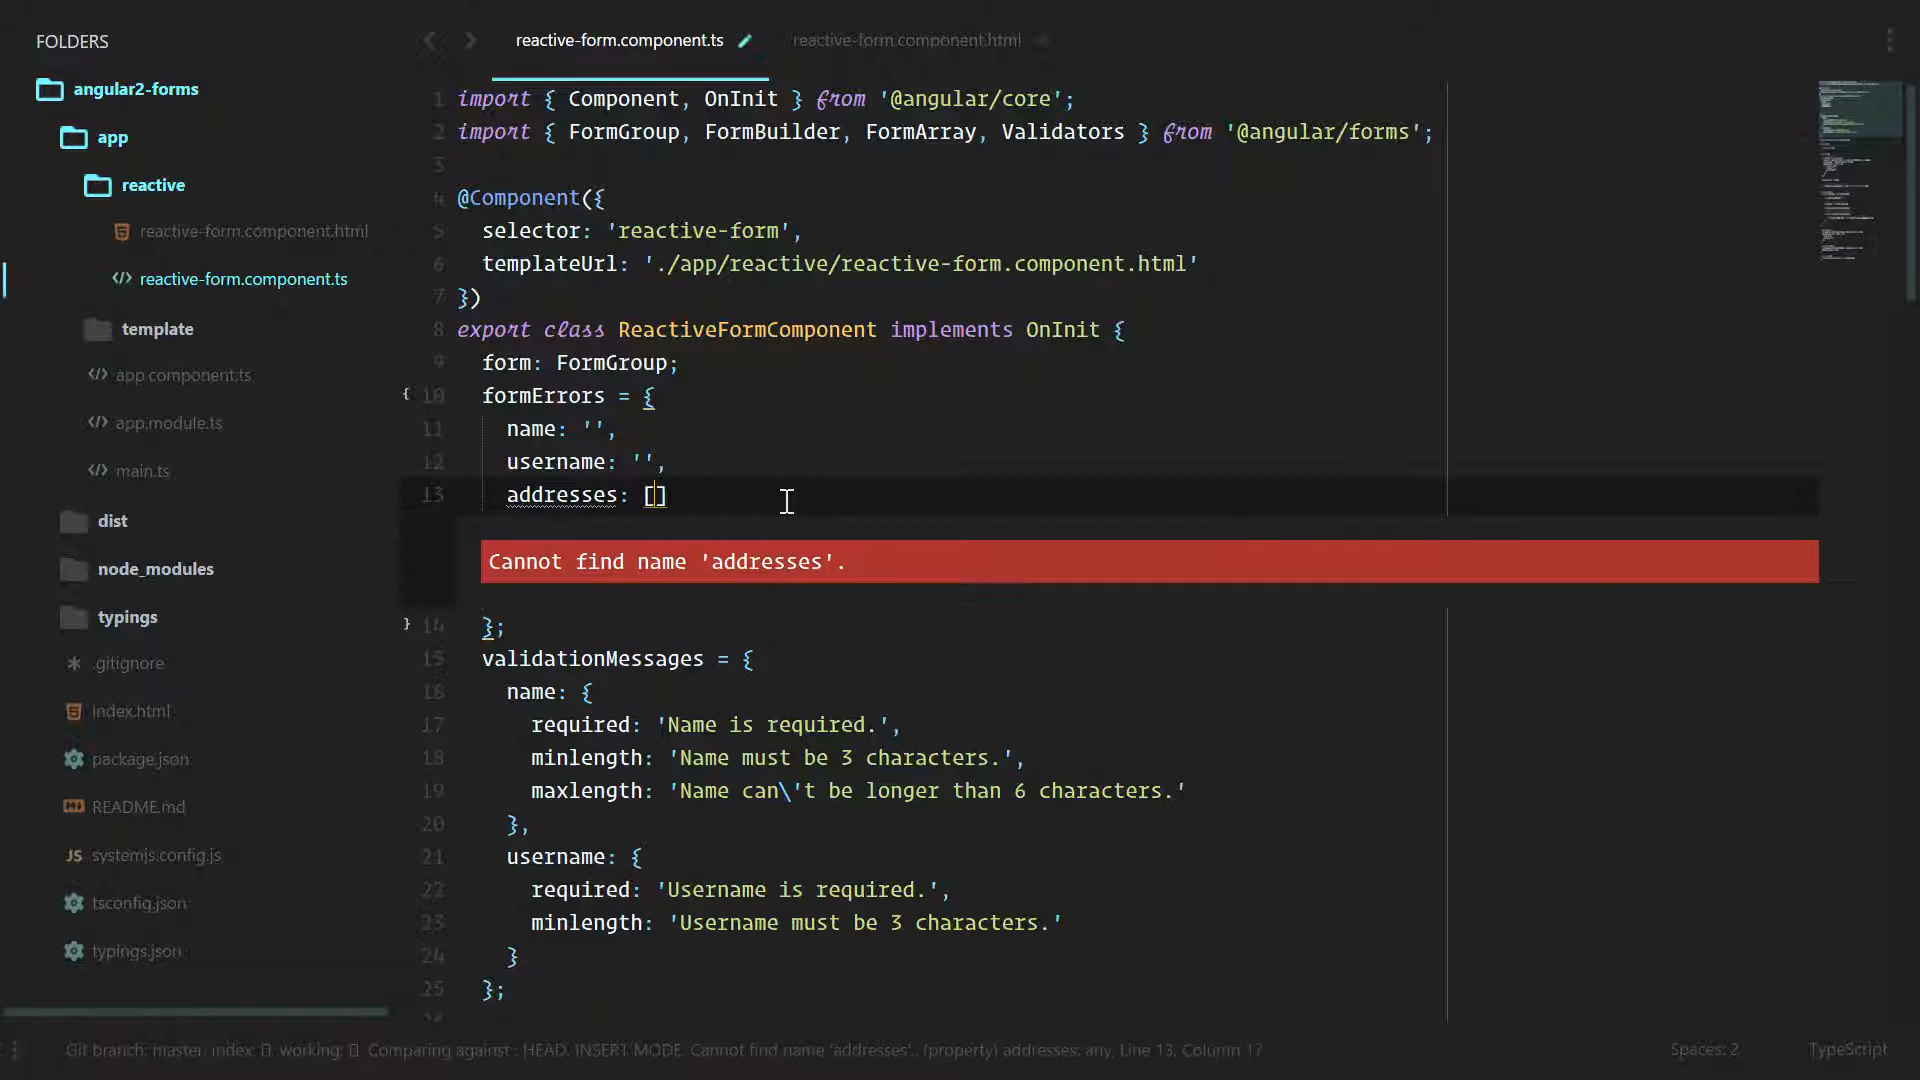 FOLDERS
angular2-forms
app
reactive
reactive-form.component.html
reactive-form.component.ts
template
app.component.ts
app.module.ts
main.ts
dist
node_modules
typings
.gitignore
index.html
package.json
README.md
systemjs.config.js
tsconfig.json
typings.json
reactive-form.component.ts
reactive-form.component.html
1 import { Component, OnInit } from '@angular/core';
2 import { FormGroup, FormBuilder, FormArray, Validators } from '@angular/forms';
3
4 @Component({
5 selector: 'reactive-form',
6 templateUrl: './app/reactive/reactive-form.component.html'
7 })
8 export class ReactiveFormComponent implements OnInit {
9 form: FormGroup;
10 formErrors = {
11 name: '',
12 username: '',
13 addresses: []
Cannot find name 'addresses'.
14 };
15 validationMessages = {
16 name: {
17 required: 'Name is required.',
18 minlength: 'Name must be 3 characters.',
19 maxlength: 'Name can\'t be longer than 6 characters.'
20 },
21 username: {
22 required: 'Username is required.',
23 minlength: 'Username must be 3 characters.'
24 }
25 };
Git branch: master, index: working: Comparing against : HEAD, INSERT MODE, Cannot find name 'addresses'., (property) addresses: any, Line 13, Column 17
Spaces: 2
TypeScript